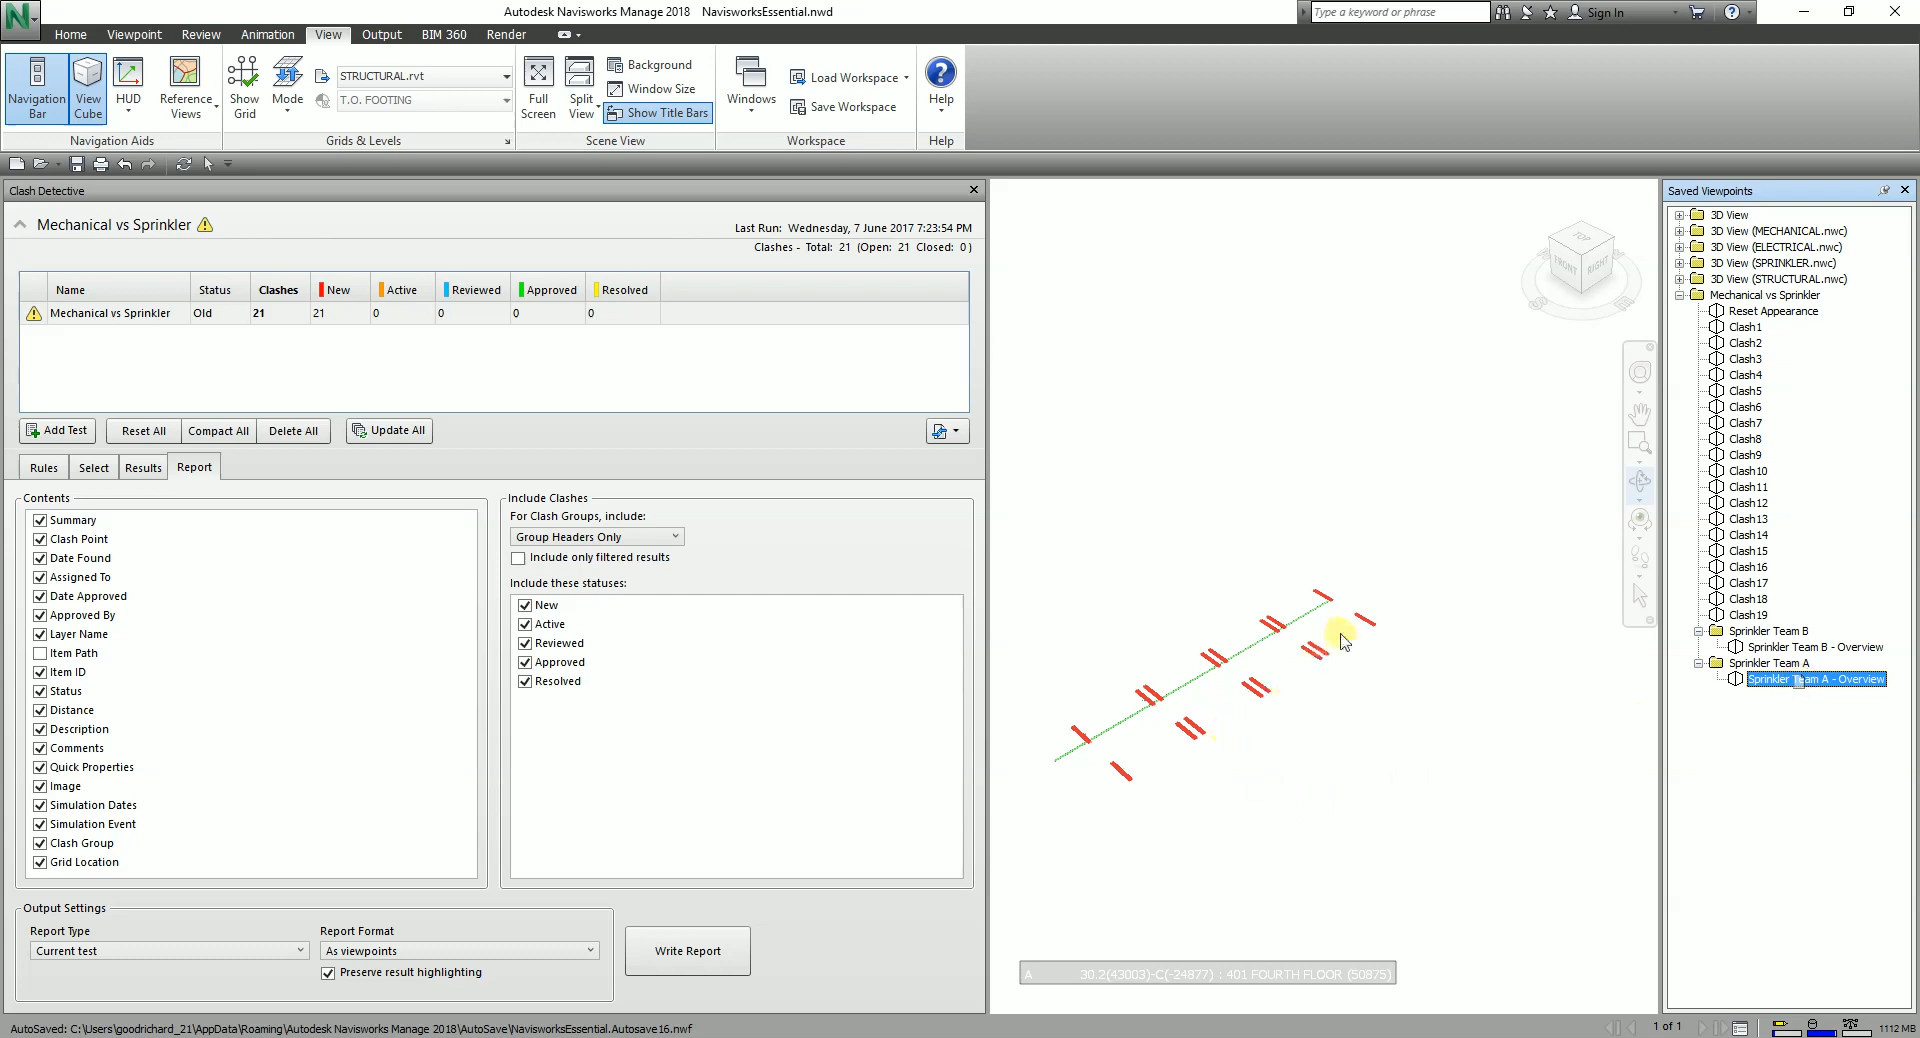 Autodesk Navisworks Manage 2018 NavisworksEssential.nwd
Type a keyword or phrase
Sign In
Home Viewpoint Review Animation View Output BIM 360 Render
Navigation Bar
View Cube
HUD
Reference Views
Navigation Aids
Show Grid
Mode
STRUCTURAL.rvt
T.O. FOOTING
Grids & Levels
Full Screen
Split View
Background
Window Size
Show Title Bars
Scene View
Windows
Load Workspace
Save Workspace
Workspace
Help
Help
Clash Detective
Mechanical vs Sprinkler
Last Run: Wednesday, 7 June 2017 7:23:54 PM
Clashes - Total: 21 (Open: 21 Closed: 0 )
Name Status Clashes New Active Reviewed Approved Resolved
Mechanical vs Sprinkler Old 21 21 0 0 0 0
Add Test Reset All Compact All Delete All Update All
Rules Select Results Report
Contents
Summary
Clash Point
Date Found
Assigned To
Date Approved
Approved By
Layer Name
Item Path
Item ID
Status
Distance
Description
Comments
Quick Properties
Image
Simulation Dates
Simulation Event
Clash Group
Grid Location
Include Clashes
For Clash Groups, include:
Group Headers Only
Include only filtered results
Include these statuses:
New
Active
Reviewed
Approved
Resolved
Output Settings
Report Type
Current test
Report Format
As viewpoints
Preserve result highlighting
Write Report
TOP
FRONT RIGHT
A 30.2(43003)-C(-24877) : 401 FOURTH FLOOR (50875)
Saved Viewpoints
3D View
3D View (MECHANICAL.nwc)
3D View (ELECTRICAL.nwc)
3D View (SPRINKLER.nwc)
3D View (STRUCTURAL.nwc)
Mechanical vs Sprinkler
Reset Appearance
Clash1
Clash2
Clash3
Clash4
Clash5
Clash6
Clash7
Clash8
Clash9
Clash10
Clash11
Clash12
Clash13
Clash14
Clash15
Clash16
Clash17
Clash18
Clash19
Sprinkler Team B
Sprinkler Team B - Overview
Sprinkler Team A
Sprinkler Team A - Overview
AutoSaved: C:\Users\goodrichard_21\AppData\Roaming\Autodesk Navisworks Manage 2018\AutoSave\NavisworksEssential.Autosave16.nwf
1 of 1
1112 MB